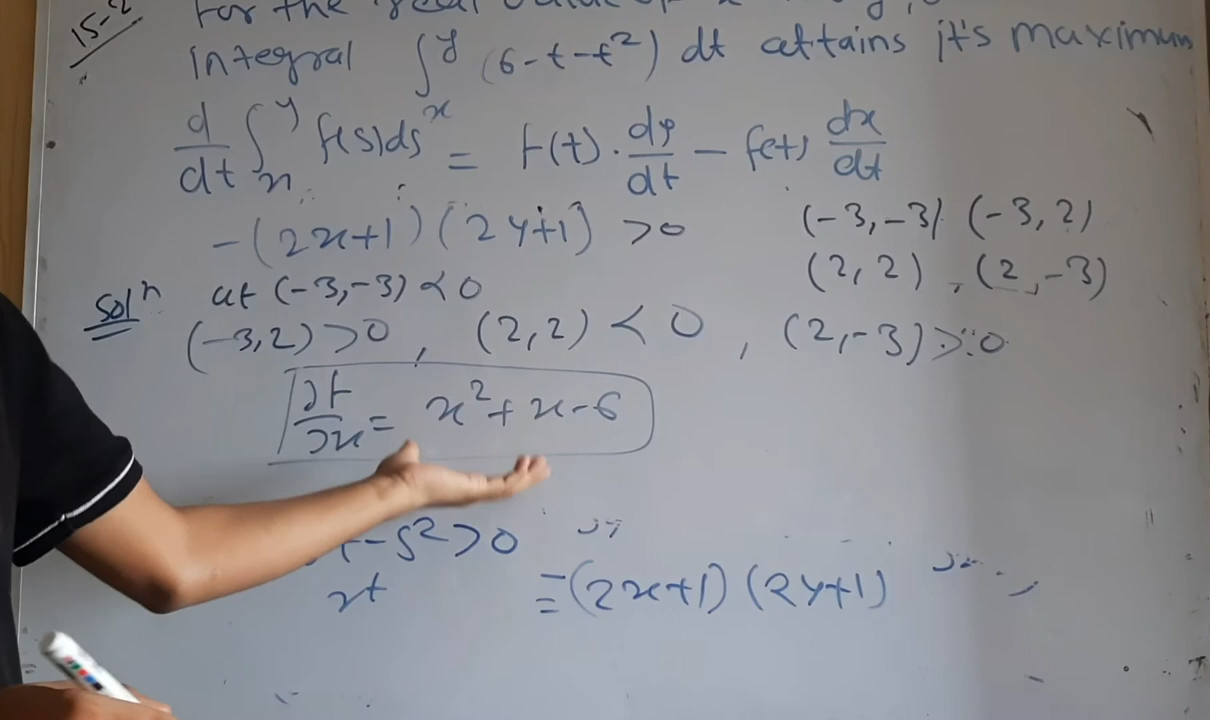 15-2
For the real value of x
integral ∫_x^y (6-t-t²) dt attains it's maximum
d/dt ∫_x^y f(s)ds = f(t)·dy/dt - f(t) dx/dt
-(2x+1)(2y+1) >0 (-3,-3) (-3,2)
(2,2), (2,-3)
Solⁿ at (-3,-3) <0
(-3,2)>0, (2,2) <0, (2,-3)>0
∂f/∂x = x²+x-6
-s²>0
=-(2x+1)(2y+1)